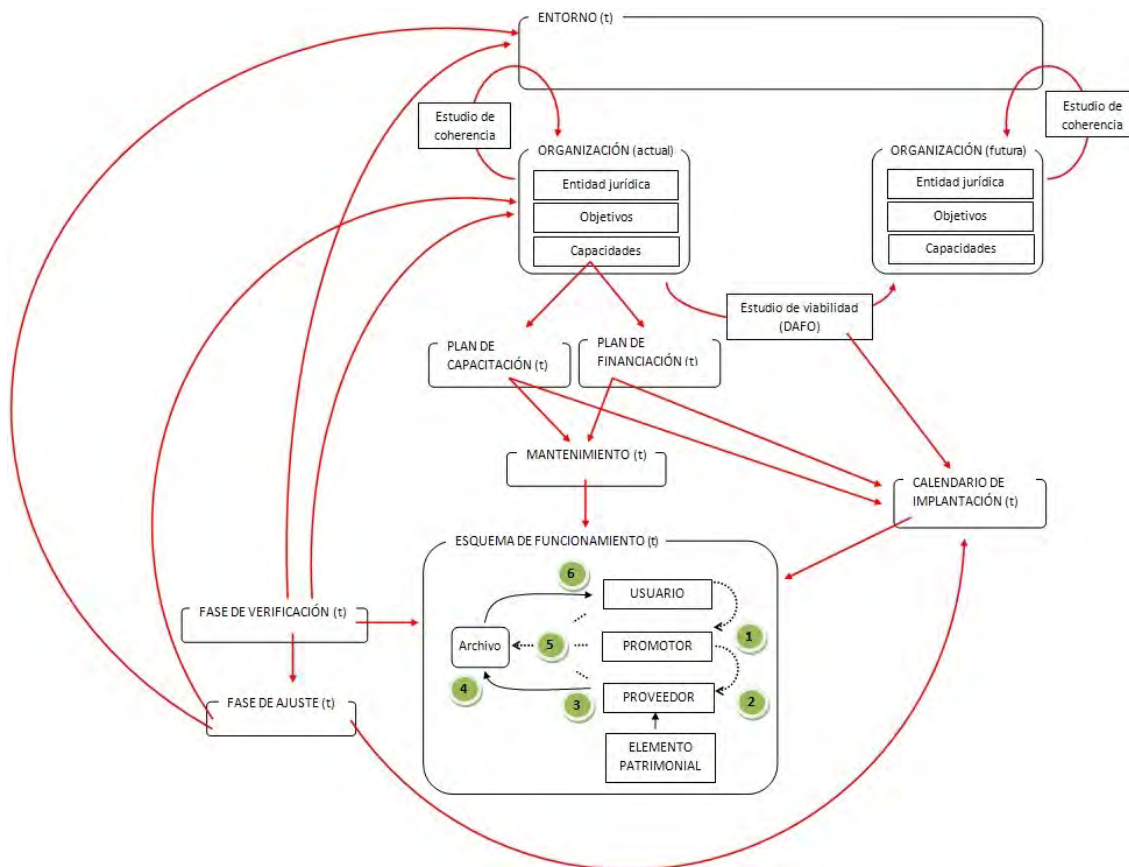 ENTORNO (t)
Estudio de
coherencia
Estudio de
coherencia
ORGANIZACIÓN (actual)
Entidad jurídica
Objetivos
Capacidades
ORGANIZACIÓN (futura)
Entidad jurídica
Objetivos
Capacidades
Estudio de viabilidad
(DAFO)
PLAN DE
CAPACITACIÓN (t)
PLAN DE
FINANCIACIÓN (t)
MANTENIMIENTO (t)
CALENDARIO DE
IMPLANTACIÓN (t)
ESQUEMA DE FUNCIONAMIENTO (t)
6
USUARIO
1
Archivo
5
PROMOTOR
4
3
PROVEEDOR
2
ELEMENTO
PATRIMONIAL
FASE DE VERIFICACIÓN (t)
FASE DE AJUSTE (t)